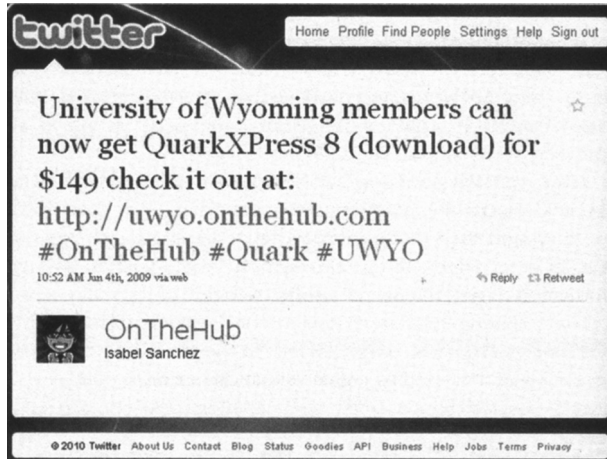 twitter
Home Profile Find People Settings Help Sign out
University of Wyoming members can
now get QuarkXPress 8 (download) for
$149 check it out at:
http://uwyo.onthehub.com
#OnTheHub #Quark #UWYO
10:52 AM Jun 4th, 2009 via web
Reply Retweet
OnTheHub
Isabel Sanchez
© 2010 Twitter About Us Contact Blog Status Goodies API Business Help Jobs Terms Privacy